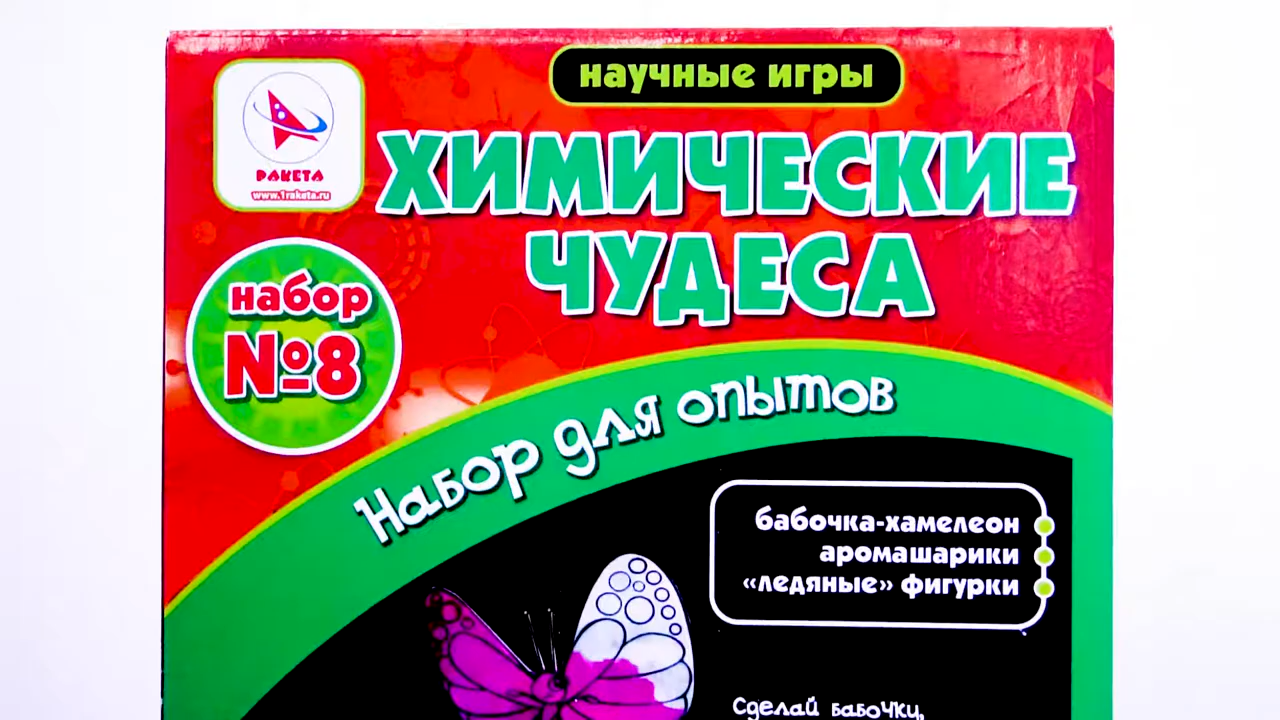 научные игры
РАКЕТА
www.1raketa.ru
ХИМИЧЕСКИЕ
ЧУДЕСА
набор
№8
Набор для опытов
бабочка-хамелеон
аромашарики
«ледяные» фигурки
Сделай бабочку,